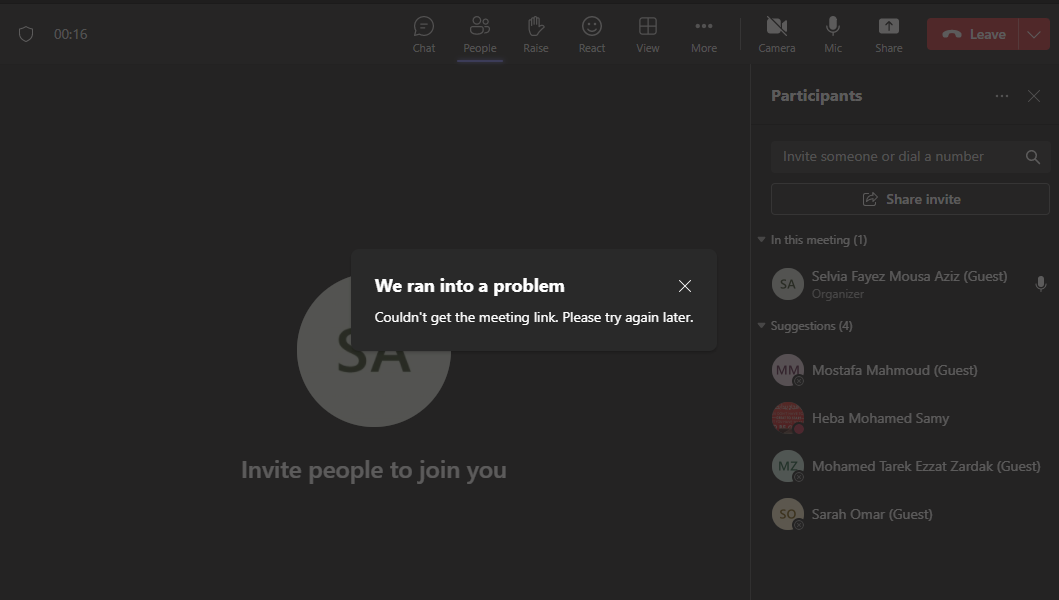 00:16
Chat
People
Raise
React
View
More
Camera
Mic
Share
Leave
Participants
Invite someone or dial a number
Share invite
In this meeting (1)
SA
Selvia Fayez Mousa Aziz (Guest)
Organizer
Suggestions (4)
MM
Mostafa Mahmoud (Guest)
Heba Mohamed Samy
MZ
Mohamed Tarek Ezzat Zardak (Guest)
SO
Sarah Omar (Guest)
We ran into a problem
Couldn't get the meeting link. Please try again later.
SA
Invite people to join you